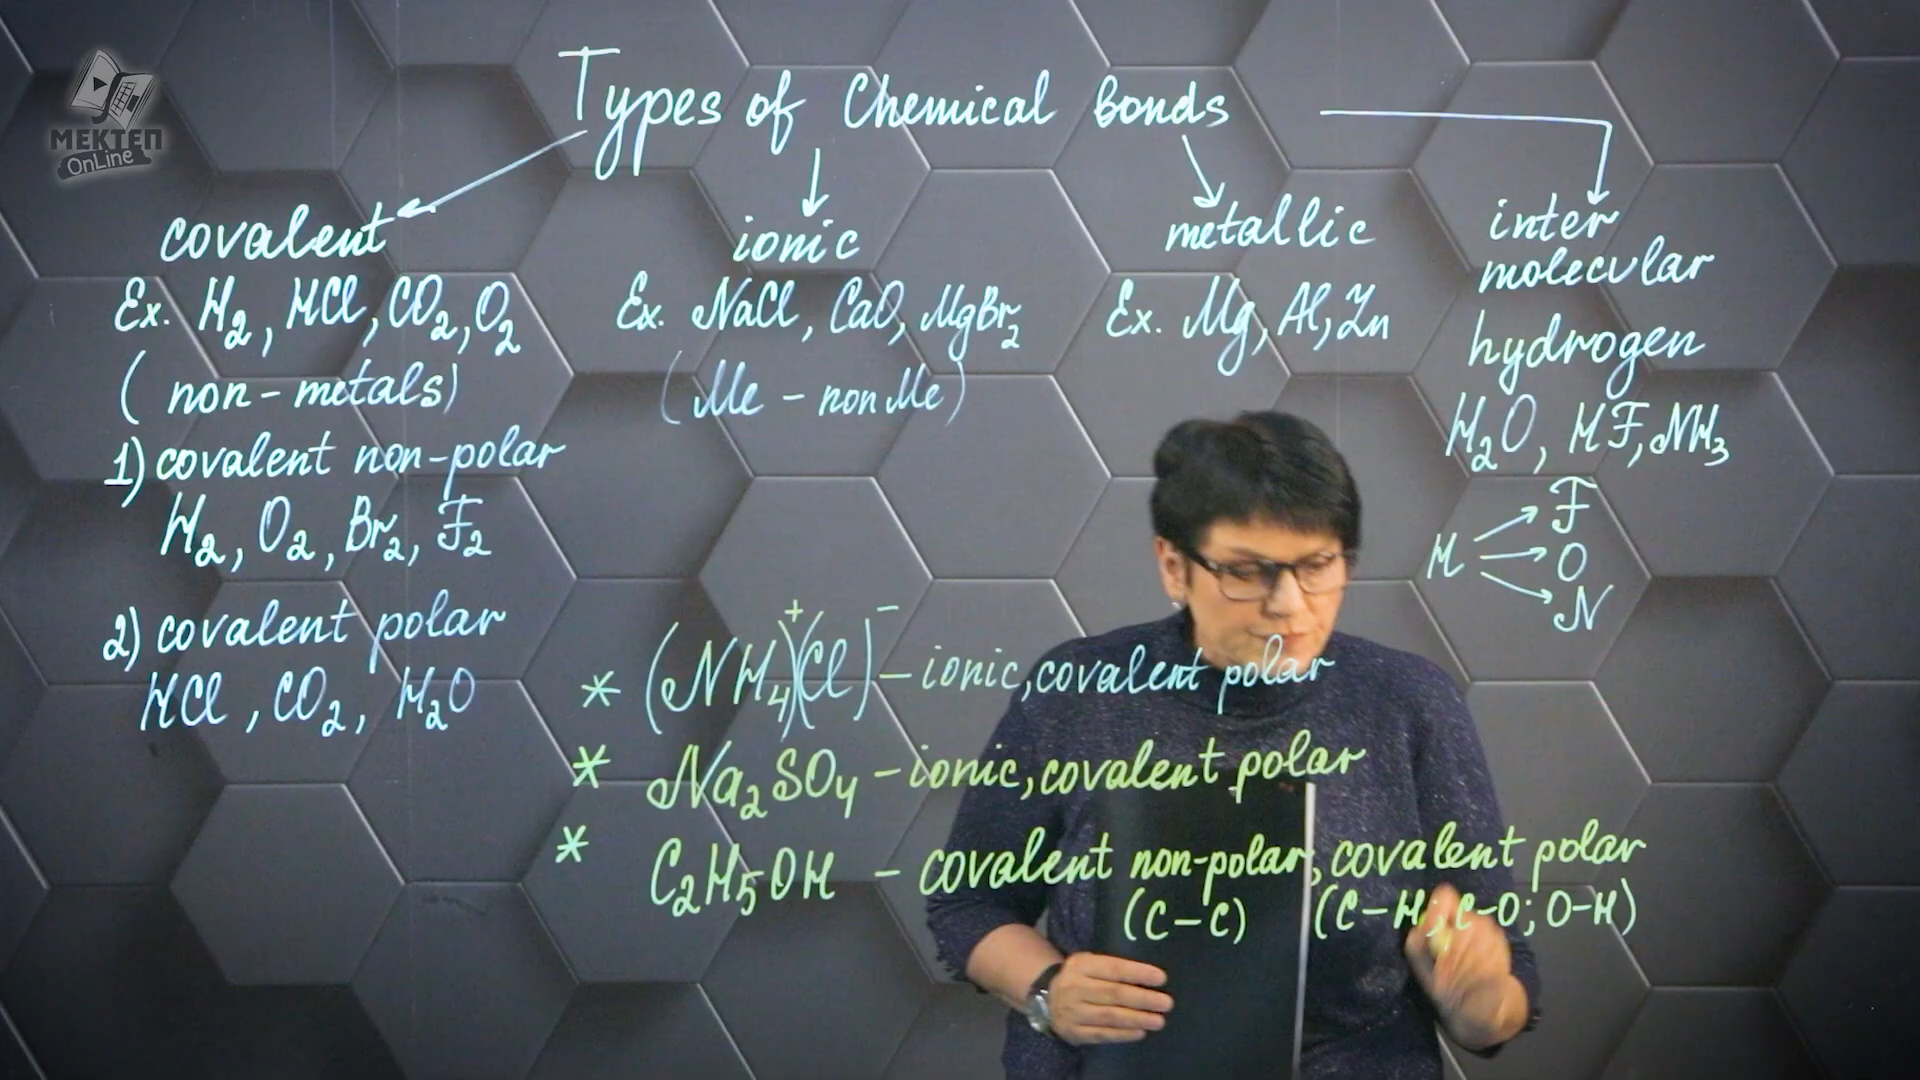 МЕКТЕП
OnLine
Types of Chemical bonds
covalent
Ex. H₂, HCl, CO₂, O₂
(non-metals)
1) covalent non-polar
H₂, O₂, Br₂, F₂
2) covalent polar
HCl, CO₂, H₂O
ionic
Ex. NaCl, CaO, MgBr₂
(Me - nonMe)
metallic
Ex. Mg, Al, Zn
inter
molecular
hydrogen
H₂O, HF, NH₃
H → F
→ O
→ N
* (NH₄)⁺(Cl)⁻ - ionic, covalent polar
* Na₂SO₄ - ionic, covalent polar
* C₂H₅OH - covalent non-polar, covalent polar
(C-C) (C-H; C-O; O-H)